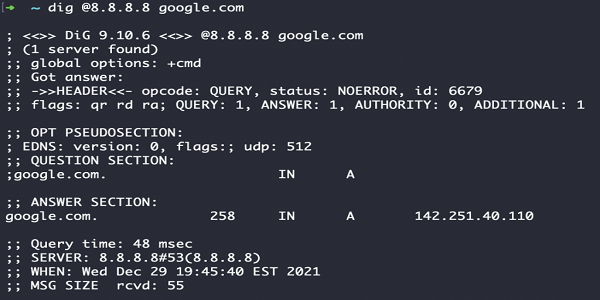 ~ dig @8.8.8.8 google.com
; <<>> DiG 9.10.6 <<>> @8.8.8.8 google.com
; (1 server found)
;; global options: +cmd
;; Got answer:
;; ->>HEADER<<- opcode: QUERY, status: NOERROR, id: 6679
;; flags: qr rd ra; QUERY: 1, ANSWER: 1, AUTHORITY: 0, ADDITIONAL: 1
;; OPT PSEUDOSECTION:
; EDNS: version: 0, flags:; udp: 512
;; QUESTION SECTION:
;google.com. IN A
;; ANSWER SECTION:
google.com. 258 IN A 142.251.40.110
;; Query time: 48 msec
;; SERVER: 8.8.8.8#53(8.8.8.8)
;; WHEN: Wed Dec 29 19:45:40 EST 2021
;; MSG SIZE rcvd: 55